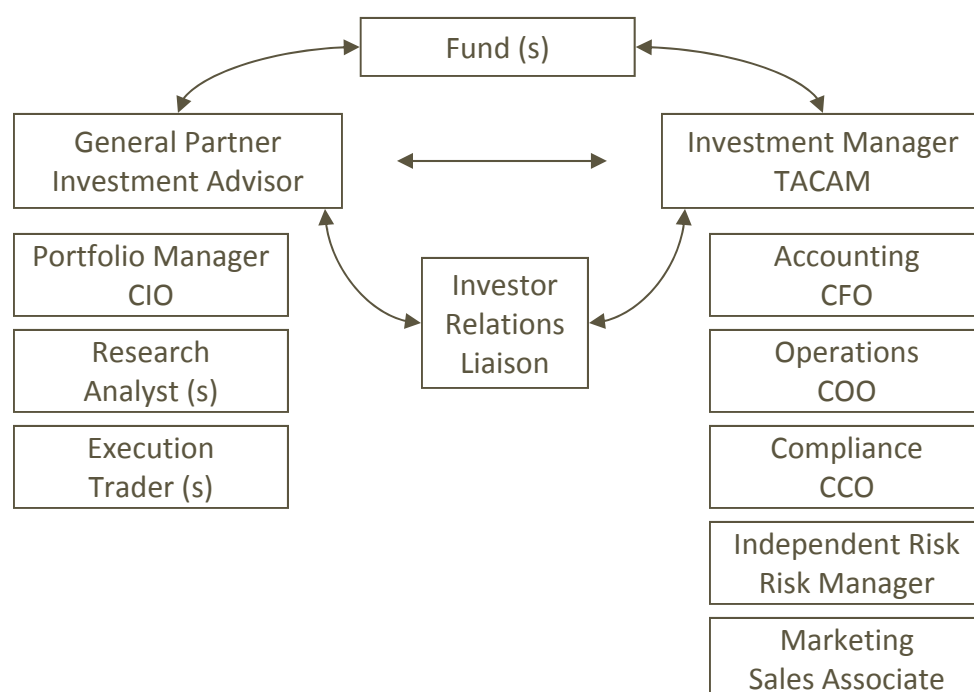 Fund (s)
General Partner
Investment Advisor
Investment Manager
TACAM
Portfolio Manager
CIO
Research
Analyst (s)
Execution
Trader (s)
Investor
Relations
Liaison
Accounting
CFO
Operations
COO
Compliance
CCO
Independent Risk
Risk Manager
Marketing
Sales Associate